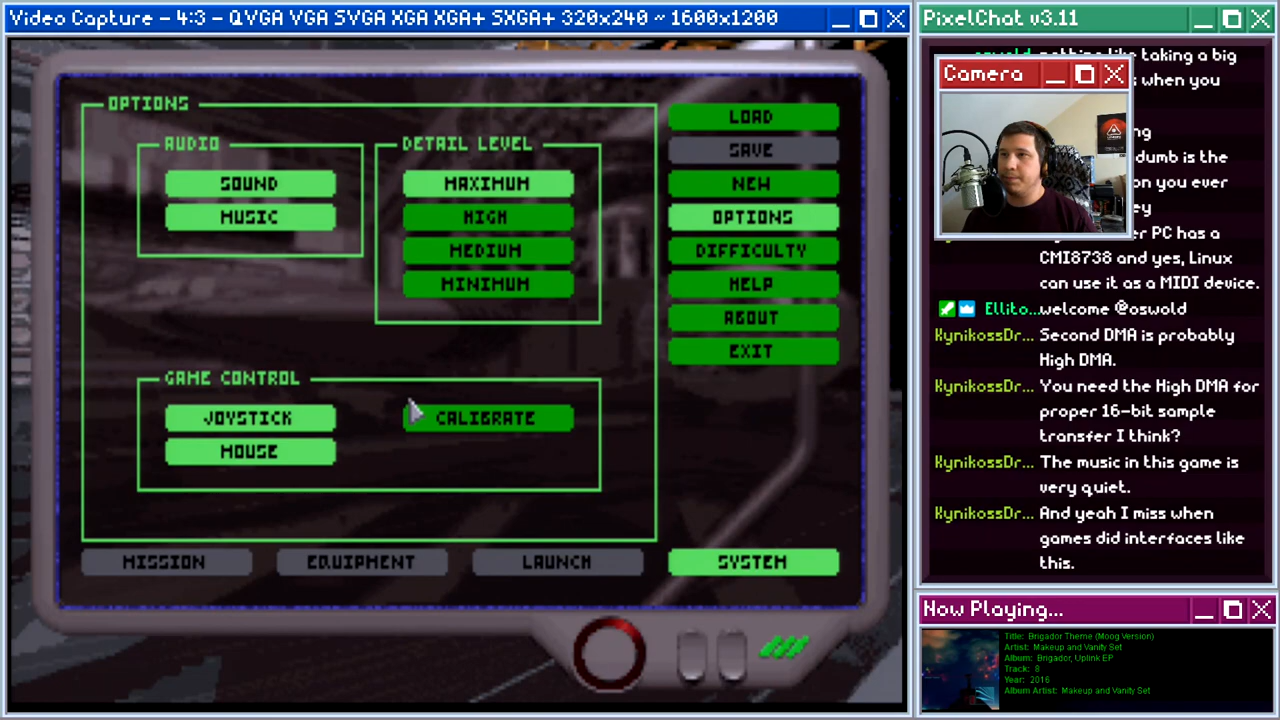 Video Capture - 4:3 - QVGA VGA SVGA XGA XGA+ SXGA+ 320x240 ~ 1600x1200
OPTIONS
AUDIO
SOUND
MUSIC
DETAIL LEVEL
MAXIMUM
HIGH
MEDIUM
MINIMUM
GAME CONTROL
JOYSTICK
MOUSE
CALIBRATE
LOAD
SAVE
NEW
OPTIONS
DIFFICULTY
HELP
ABOUT
EXIT
MISSION
EQUIPMENT
LAUNCH
SYSTEM
PixelChat v3.11
nothing like taking a big
when you
Camera
dumb is the
on you ever
PC has a
CMI8738 and yes, Linux
can use it as a MIDI device.
Ellito... welcome @oswold
KynikossDr... Second DMA is probably
High DMA.
KynikossDr... You need the High DMA for
proper 16-bit sample
transfer I think?
KynikossDr... The music in this game is
very quiet.
KynikossDr... And yeah I miss when
games did interfaces like
this.
Now Playing...
Title: Brigador Theme (Moog Version)
Artist: Makeup and Vanity Set
Album: Brigador, Uplink EP
Track: 8
Year: 2016
Album Artist: Makeup and Vanity Set